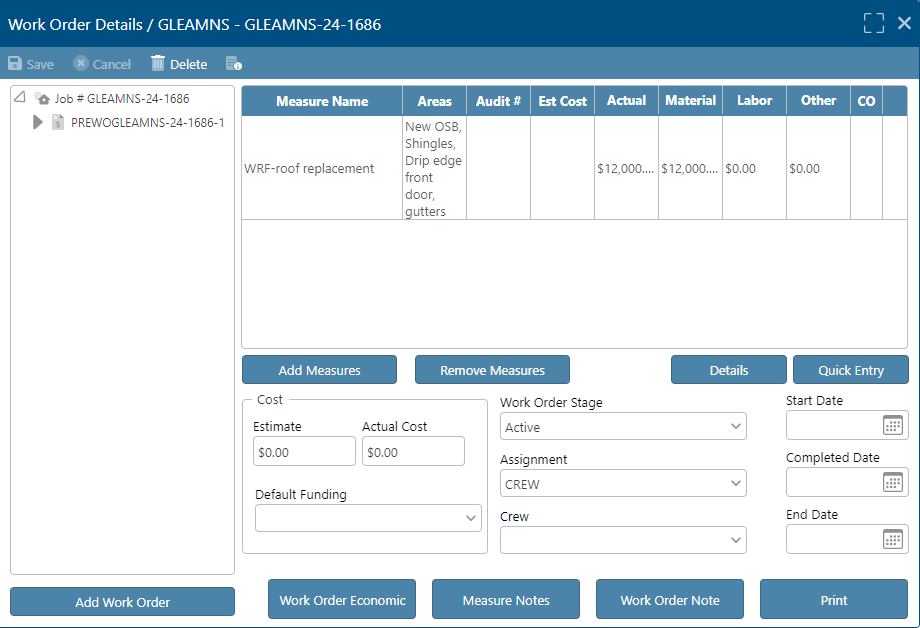 Work Order Details / GLEAMNS - GLEAMNS-24-1686
Save Cancel Delete
Job # GLEAMNS-24-1686
PREWOGLEAMNS-24-1686-1
Measure Name Areas Audit # Est Cost Actual Material Labor Other CO
WRF-roof replacement
New OSB,
Shingles,
Drip edge
front
door,
gutters
$12,000.... $12,000.... $0.00 $0.00
Add Measures Remove Measures Details Quick Entry
Cost
Estimate Actual Cost
$0.00 $0.00
Default Funding
Work Order Stage
Active
Assignment
CREW
Crew
Start Date
Completed Date
End Date
Add Work Order Work Order Economic Measure Notes Work Order Note Print